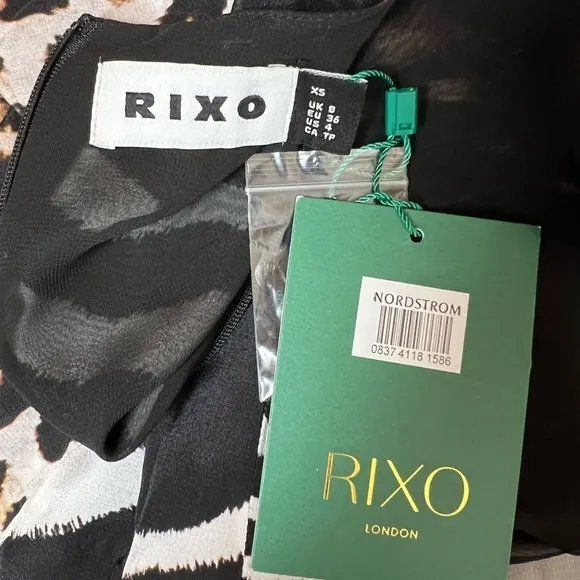 RIXO
XS
UK 8
EU 36
US 4
CA TP
NORDSTROM
0837 4118 1586
RIXO
LONDON